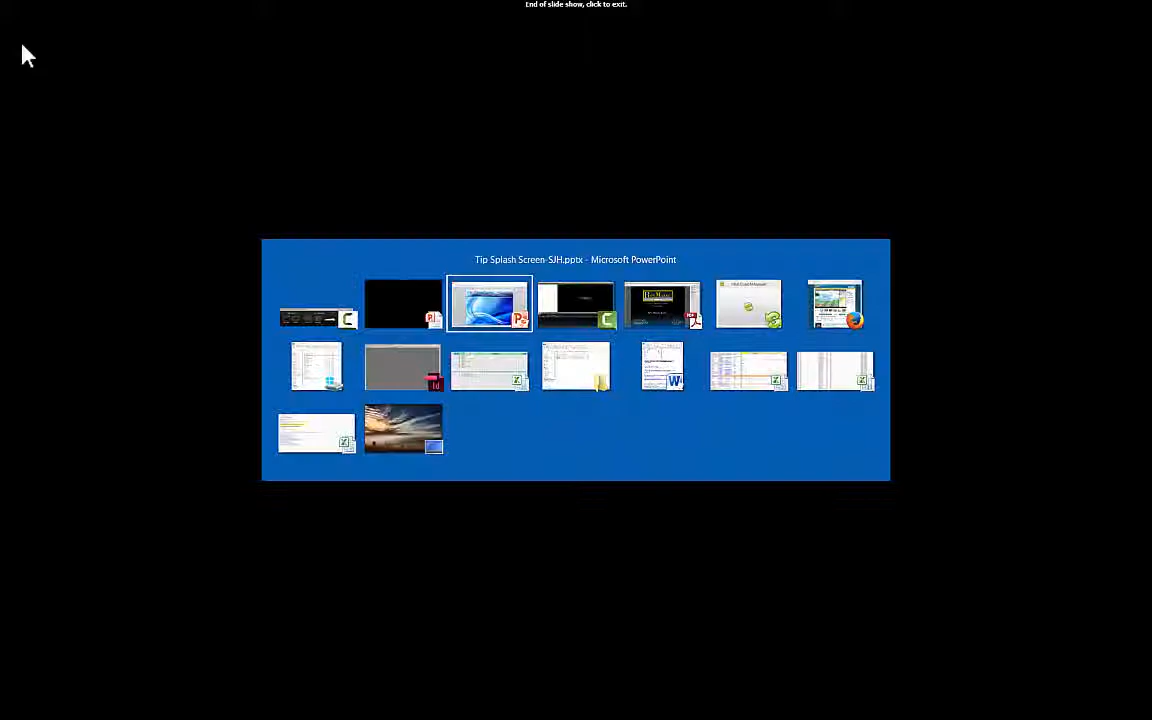 End of slide show, click to exit.
Tip Splash Screen-SJH.pptx - Microsoft PowerPoint